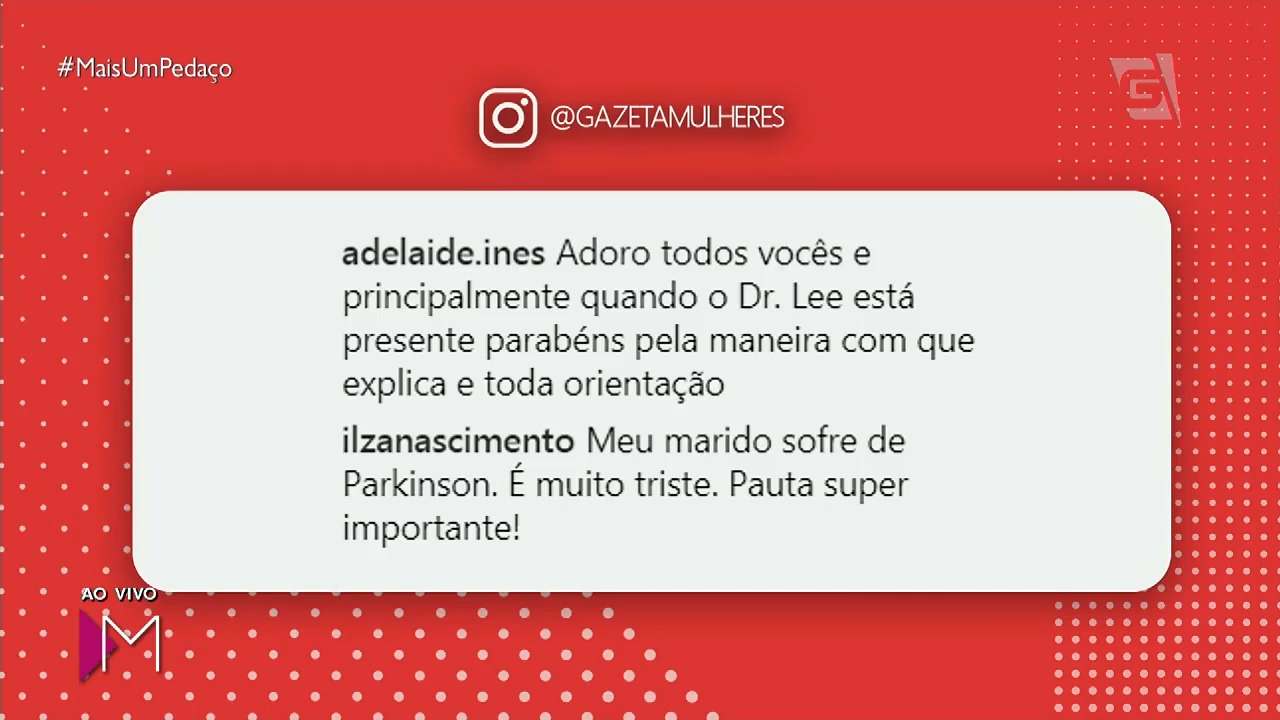 #MaisUmPedaço
@GAZETAMULHERES
adelaide.ines Adoro todos vocês e
principalmente quando o Dr. Lee está
presente parabéns pela maneira com que
explica e toda orientação
ilzanascimento Meu marido sofre de
Parkinson. É muito triste. Pauta super
importante!
AO VIVO
M
G